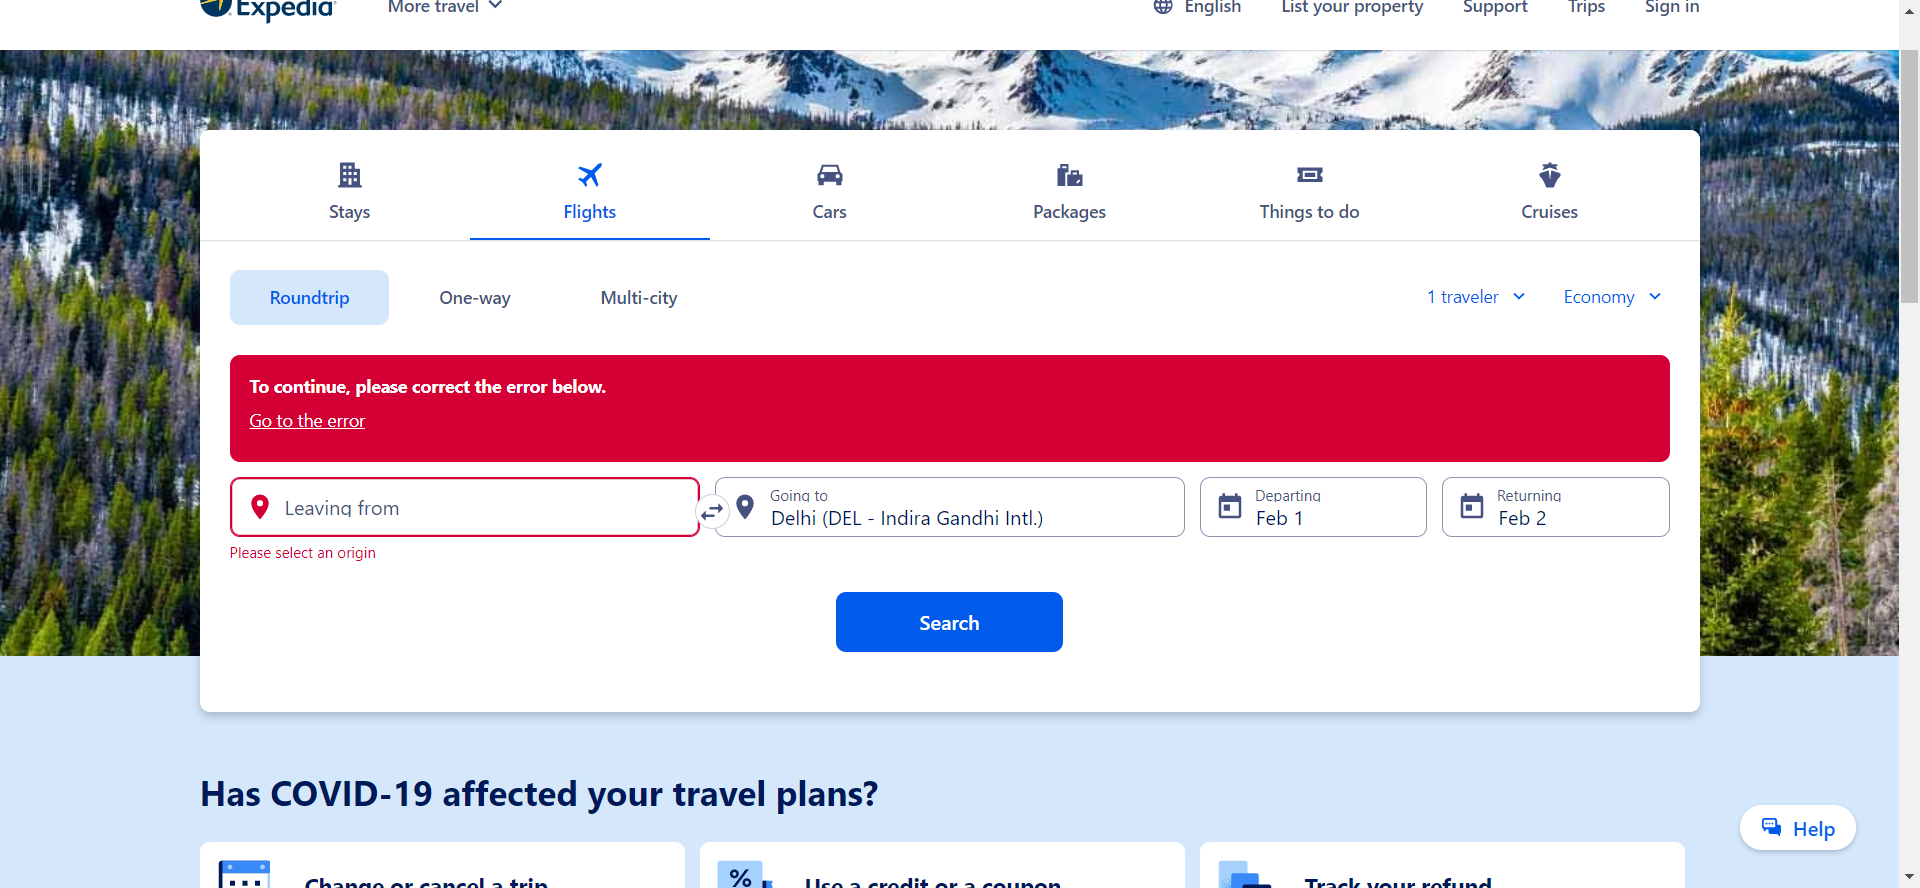 Expedia
More travel
English
List your property
Support
Trips
Sign in
Stays
Flights
Cars
Packages
Things to do
Cruises
Roundtrip
One-way
Multi-city
1 traveler
Economy
To continue, please correct the error below.
Go to the error
Leaving from
Please select an origin
Going to
Delhi (DEL - Indira Gandhi Intl.)
Departing
Feb 1
Returning
Feb 2
Search
Has COVID-19 affected your travel plans?
Help
Change or cancel a trip
%
Use a credit or a coupon
Track your refund